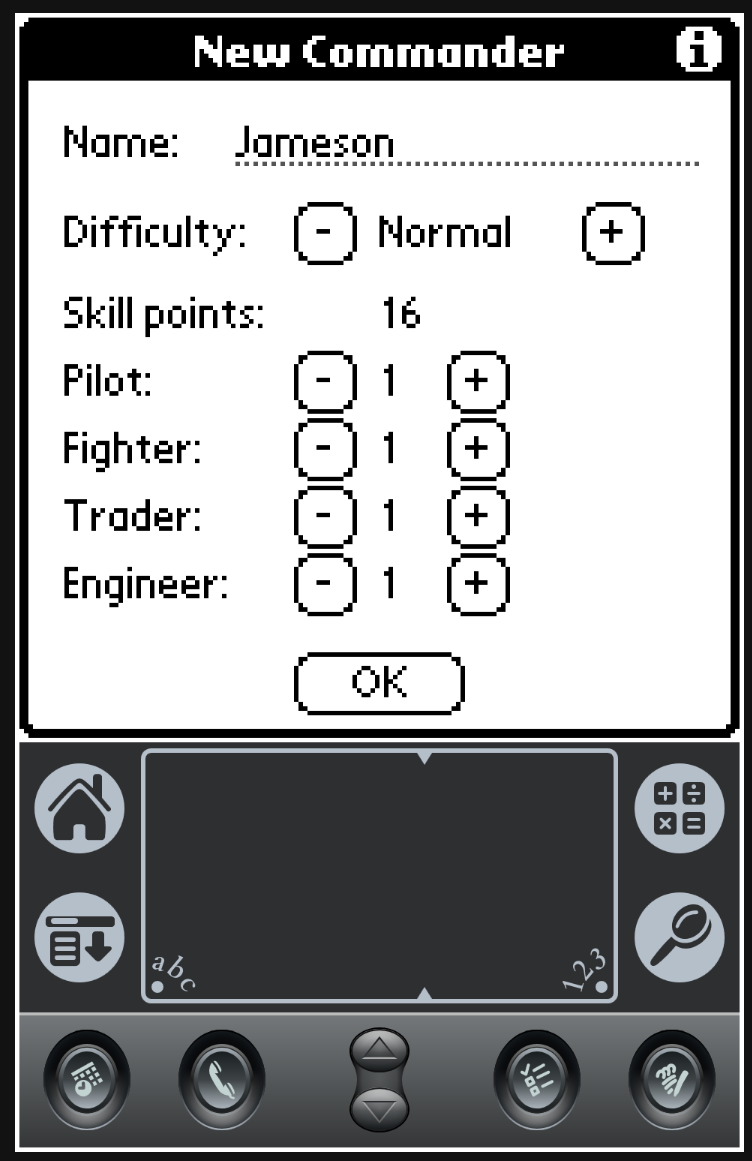 New Commander
Name: Jameson
Difficulty: - Normal +
Skill points: 16
Pilot: - 1 +
Fighter: - 1 +
Trader: - 1 +
Engineer: - 1 +
OK
+ ÷
× =
abc 123